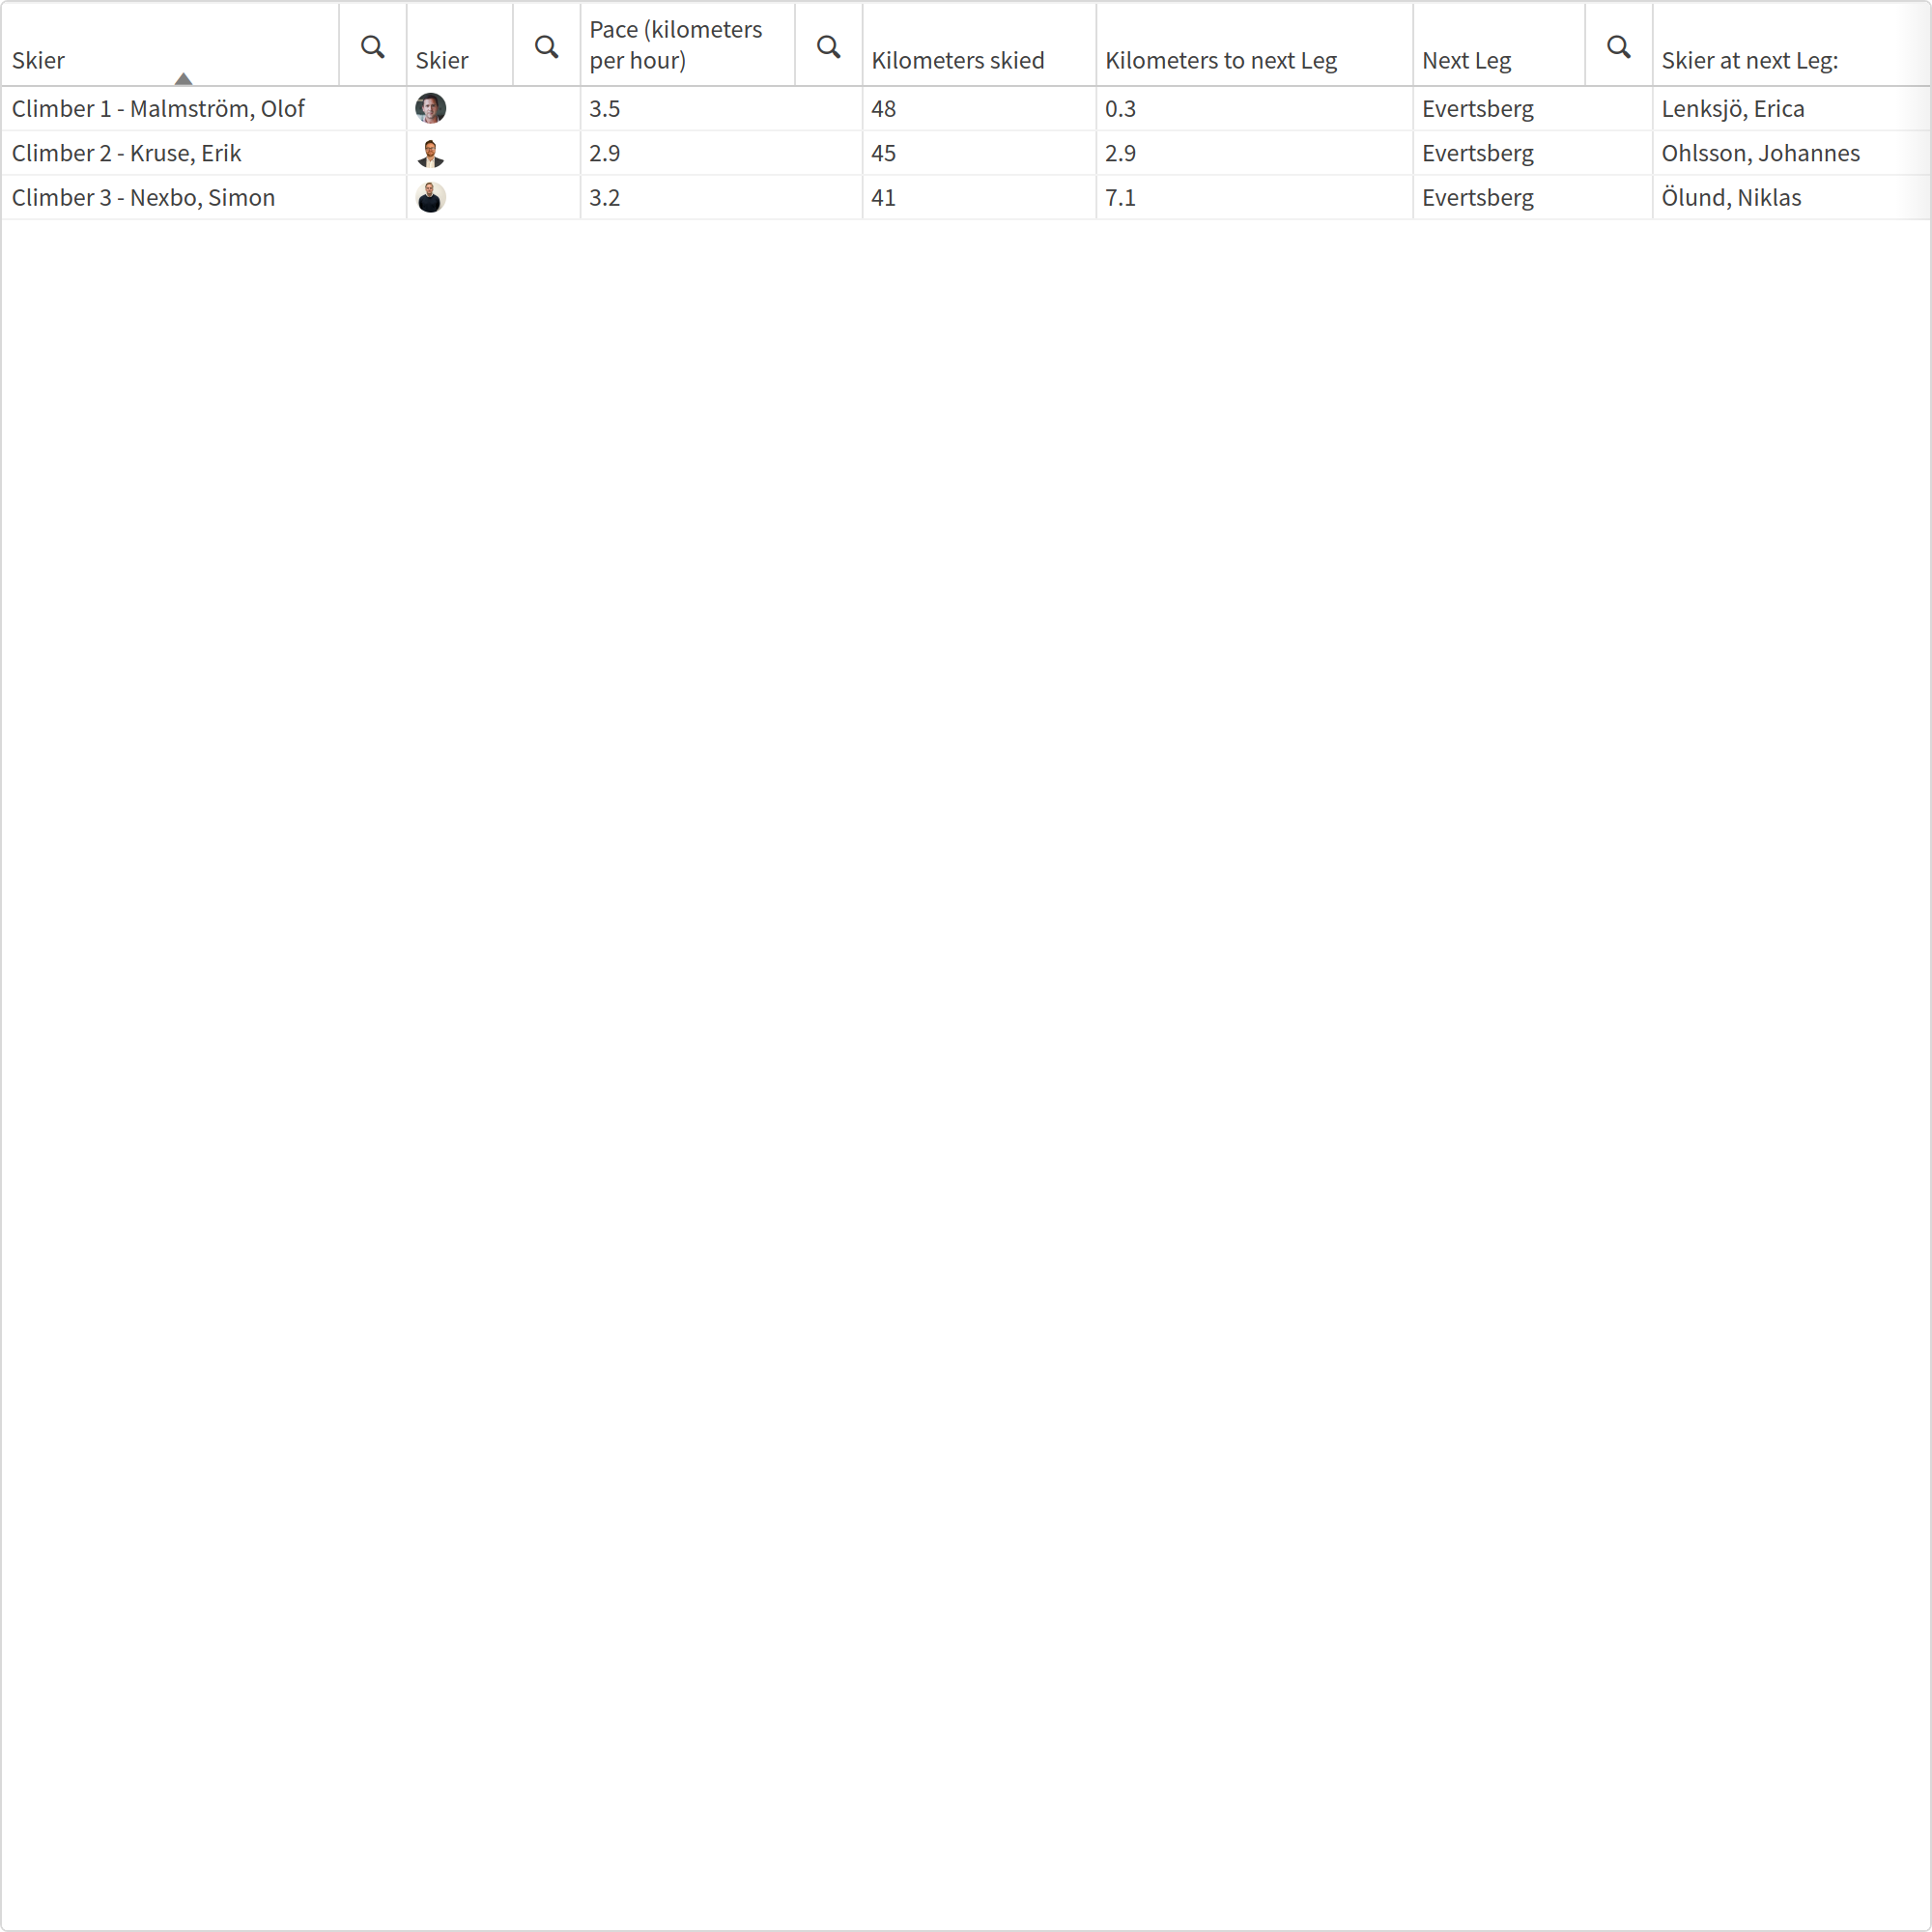 Skier Skier Pace (kilometers per hour) Kilometers skied Kilometers to next Leg Next Leg Skier at next Leg:
Climber 1 - Malmström, Olof 3.5 48 0.3 Evertsberg Lenksjö, Erica
Climber 2 - Kruse, Erik 2.9 45 2.9 Evertsberg Ohlsson, Johannes
Climber 3 - Nexbo, Simon 3.2 41 7.1 Evertsberg Ölund, Niklas